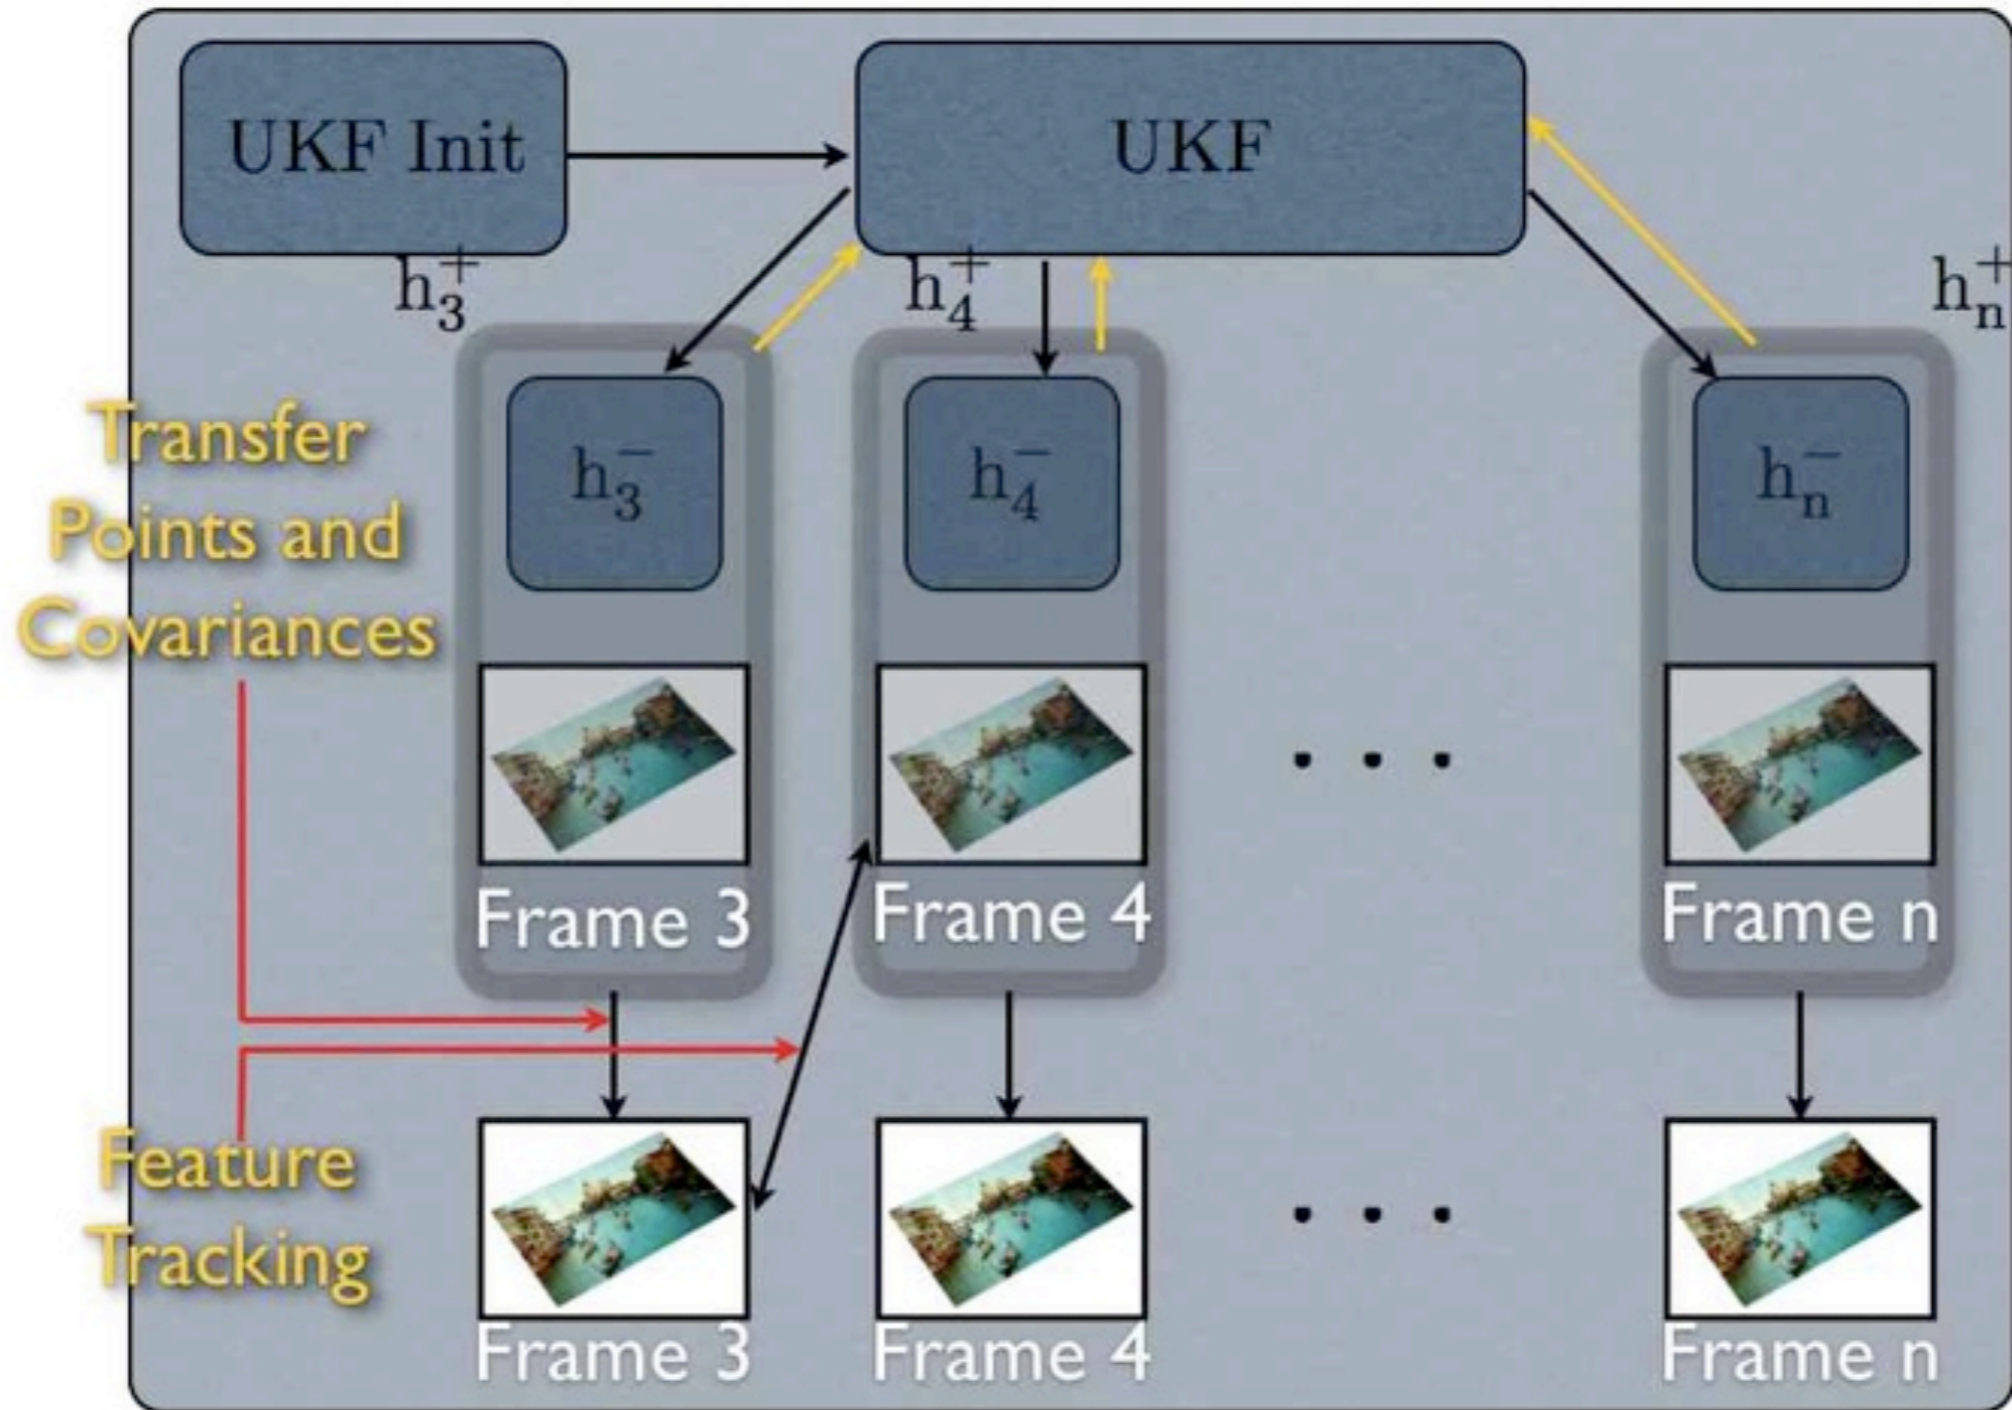 UKF Init
UKF
h₃⁺
h₄⁺
hₙ⁺
h₃⁻
h₄⁻
hₙ⁻
Transfer
Points and
Covariances
Frame 3
Frame 4
Frame n
Feature
Tracking
Frame 3
Frame 4
Frame n